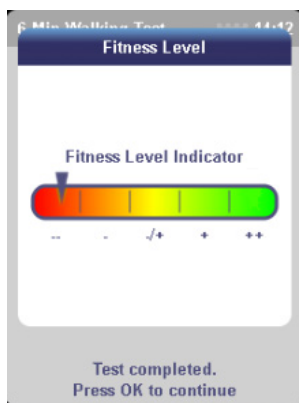 6 Min Walking Test 14:12
Fitness Level
Fitness Level Indicator
-- - -/+ + ++
Test completed.
Press OK to continue